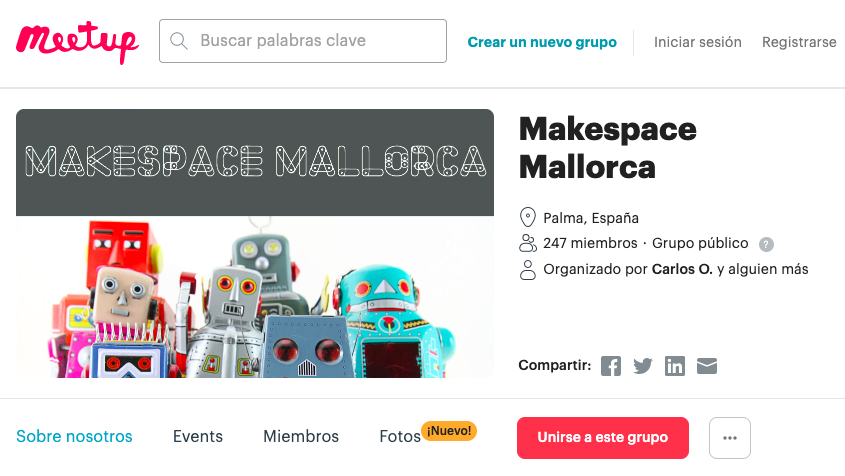 Meetup
Buscar palabras clave
Crear un nuevo grupo
Iniciar sesión
Registrarse
MAKESPACE MALLORCA
Makespace
Mallorca
Palma, España
247 miembros · Grupo público ?
Organizado por Carlos O. y alguien más
Compartir:
Sobre nosotros
Events
Miembros
Fotos
¡Nuevo!
Unirse a este grupo